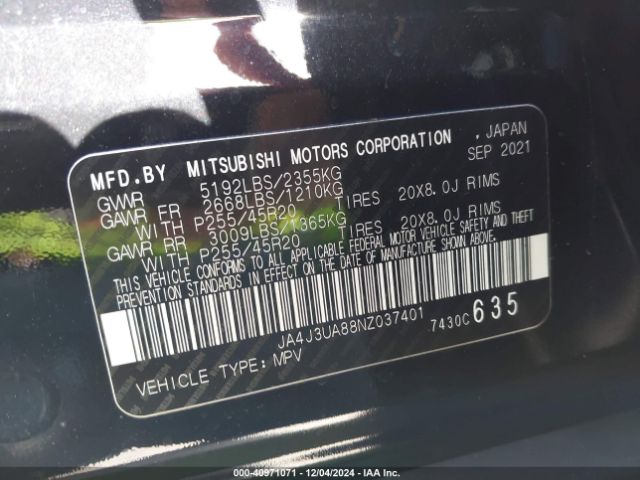 MFD.BY MITSUBISHI MOTORS CORPORATION , JAPAN
GVWR 5192LBS/2355KG SEP 2021
GAWR FR 2668LBS/1210KG
WITH P255/45R20 TIRES 20X8.0J RIMS
GAWR RR 3009LBS/1365KG
WITH P255/45R20 TIRES 20X8.0J RIMS
THIS VEHICLE CONFORMS TO ALL APPLICABLE FEDERAL MOTOR VEHICLE SAFETY AND THEFT
PREVENTION STANDARDS IN EFFECT ON THE DATE OF MANUFACTURE SHOWN ABOVE.
JA4J3UA88NZ037401 7430C 635
VEHICLE TYPE: MPV
00-40971071 - 12/04/2024 - IAA Inc.